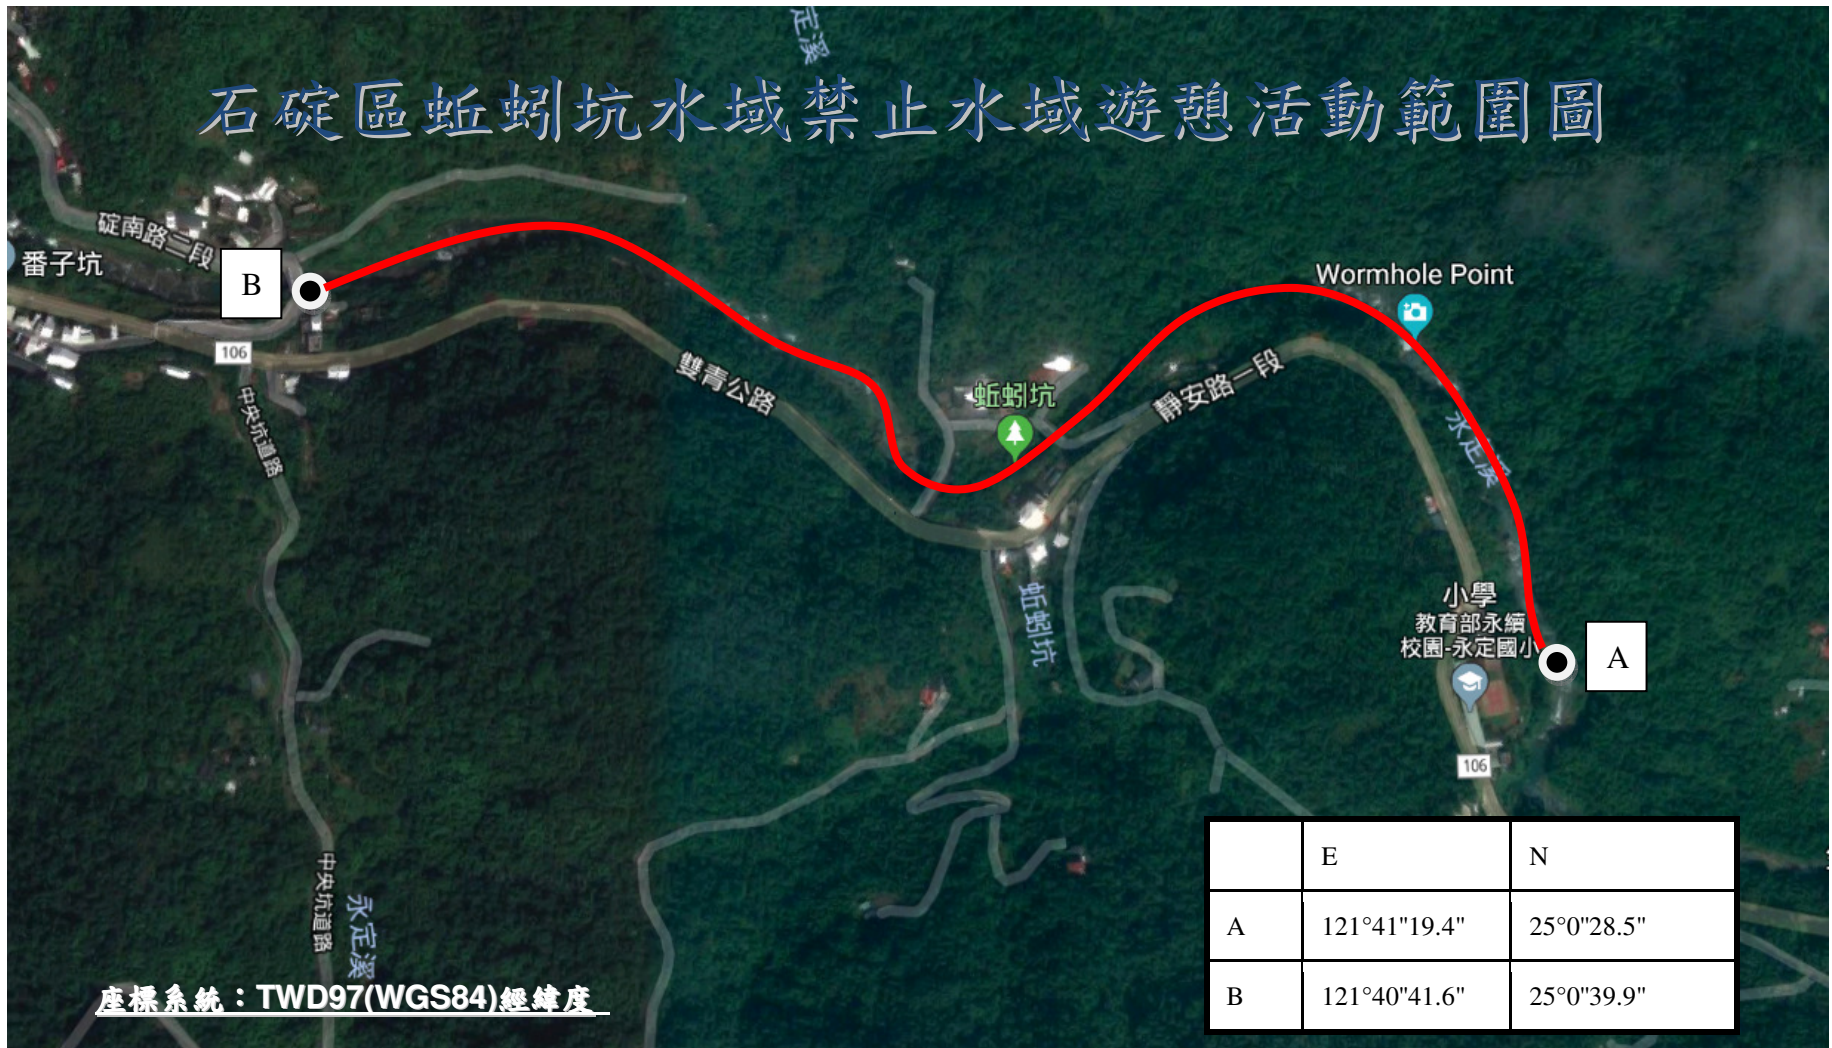 定溪
石碇區蚯蚓坑水域禁止水域遊憩活動範圍圖
碇南路二段
番子坑
B
106
中央坑道路
雙青公路
蚯蚓坑
靜安路一段
Wormhole Point
永定溪
蚯蚓坑
小學
教育部永續
校園-永定國小
A
106
中央坑道路
永定溪
座標系統：TWD97(WGS84)經緯度
E N
A 121°41"19.4" 25°0"28.5"
B 121°40"41.6" 25°0"39.9"